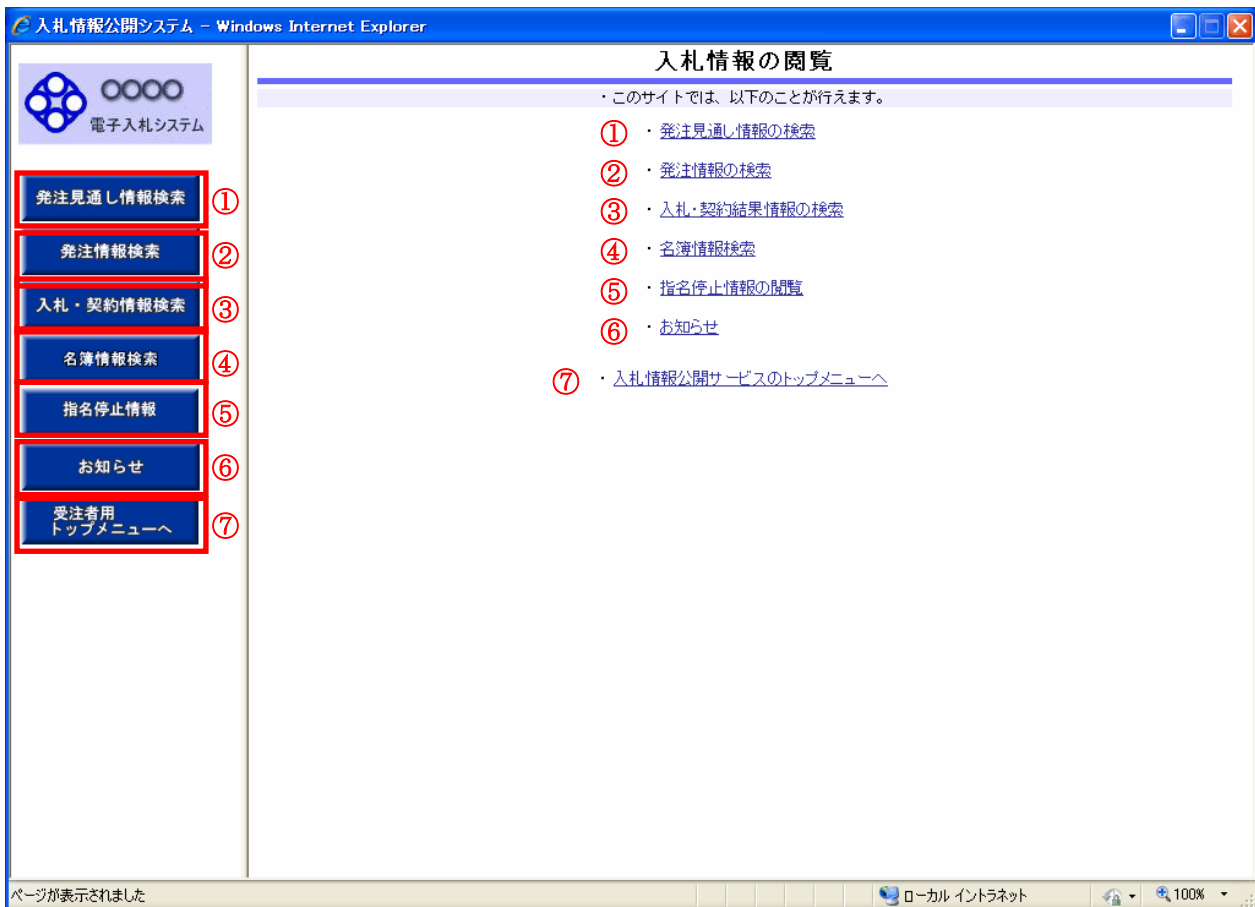 入札情報公開システム - Windows Internet Explorer
○○○○
電子入札システム
発注見通し情報検索 ①
発注情報検索 ②
入札・契約情報検索 ③
名簿情報検索 ④
指名停止情報 ⑤
お知らせ ⑥
受注者用
トップメニューへ ⑦
入札情報の閲覧
・このサイトでは、以下のことが行えます。
① ・発注見通し情報の検索
② ・発注情報の検索
③ ・入札・契約結果情報の検索
④ ・名簿情報検索
⑤ ・指名停止情報の閲覧
⑥ ・お知らせ
⑦ ・入札情報公開サービスのトップメニューへ
ページが表示されました
ローカル イントラネット
100%